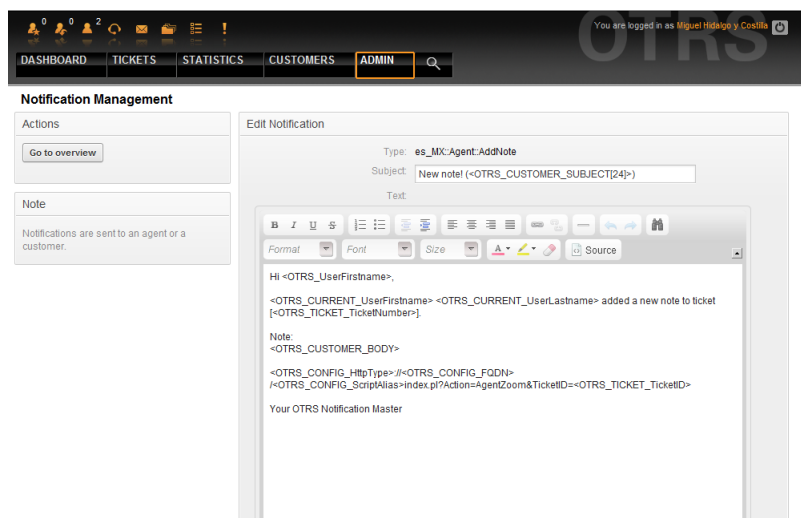 OTRS
0 0 2
You are logged in as Miguel Hidalgo y Costilla
DASHBOARD TICKETS STATISTICS CUSTOMERS ADMIN
Notification Management
Actions
Go to overview
Note
Notifications are sent to an agent or a
customer.
Edit Notification
Type: es_MX::Agent::AddNote
Subject: New note! (<OTRS_CUSTOMER_SUBJECT[24]>)
Text:
B I U S
Format Font Size A Source
Hi <OTRS_UserFirstname>,
<OTRS_CURRENT_UserFirstname> <OTRS_CURRENT_UserLastname> added a new note to ticket
[<OTRS_TICKET_TicketNumber>].
Note:
<OTRS_CUSTOMER_BODY>
<OTRS_CONFIG_HttpType>://<OTRS_CONFIG_FQDN>
/<OTRS_CONFIG_ScriptAlias>index.pl?Action=AgentZoom&TicketID=<OTRS_TICKET_TicketID>
Your OTRS Notification Master